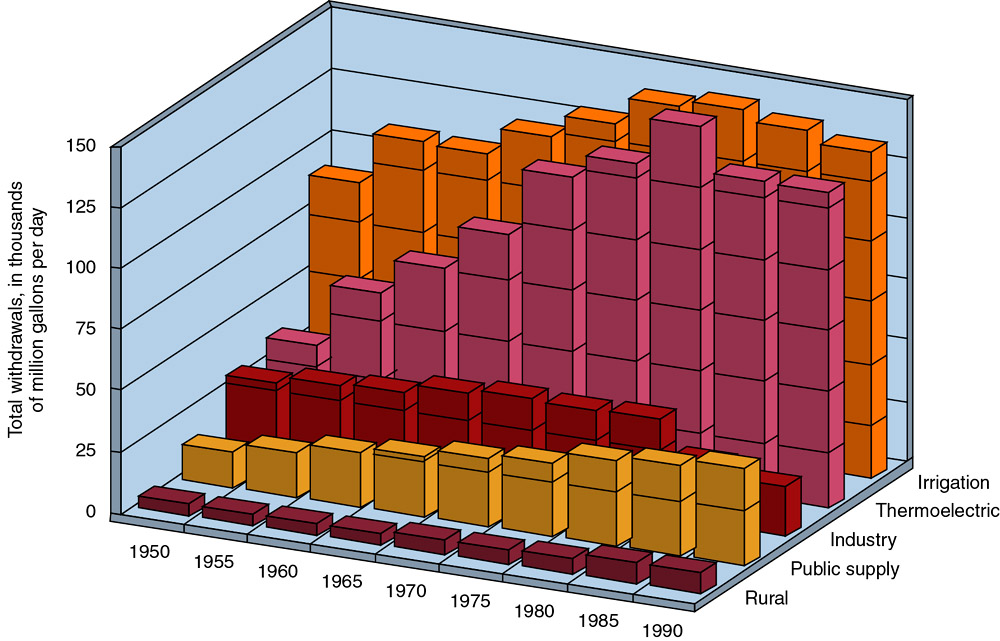 Total withdrawals, in thousands
of million gallons per day
150
125
100
75
50
25
0
1950
1955
1960
1965
1970
1975
1980
1985
1990
Irrigation
Thermoelectric
Industry
Public supply
Rural